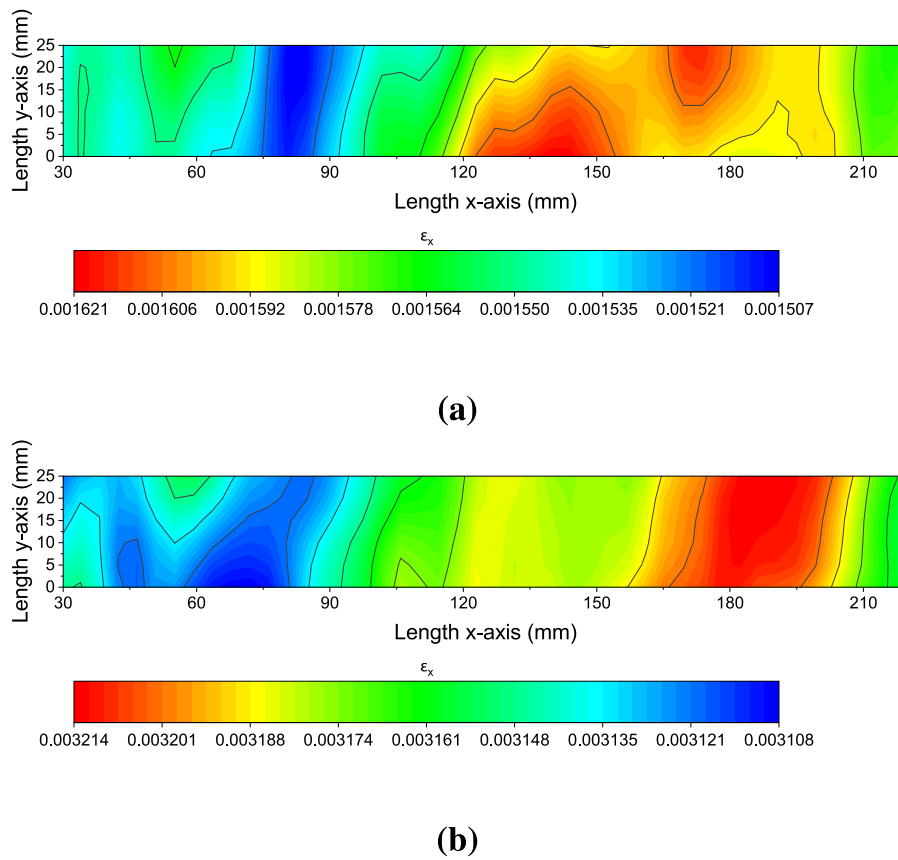 25
20
15
10
5
0
Length y-axis (mm)
30 60 90 120 150 180 210
Length x-axis (mm)
εx
0.001621 0.001606 0.001592 0.001578 0.001564 0.001550 0.001535 0.001521 0.001507
(a)
25
20
15
10
5
0
Length y-axis (mm)
30 60 90 120 150 180 210
Length x-axis (mm)
εx
0.003214 0.003201 0.003188 0.003174 0.003161 0.003148 0.003135 0.003121 0.003108
(b)